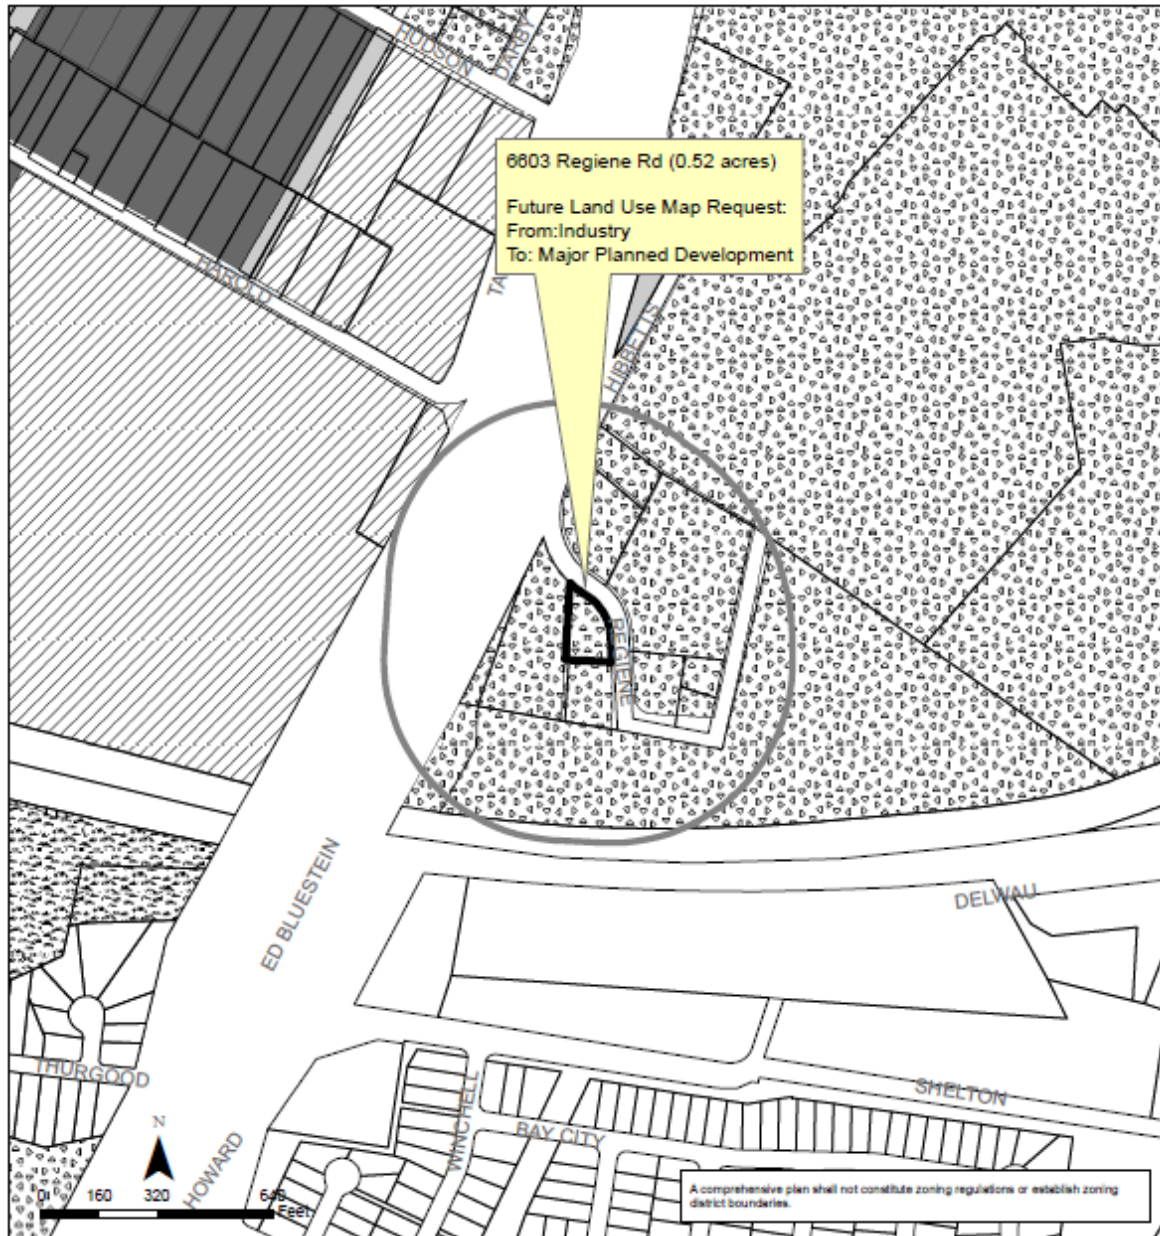 HUDSON
DARBY
6603 Regiene Rd (0.52 acres)
Future Land Use Map Request:
From:Industry
To: Major Planned Development
HAROLD
TA
HIBBETTS
REGIENE
ED BLUESTEIN
DELWAU
THURGOOD
WINCHELL
SHELTON
BAY CITY
HOWARD
N
0 160 320 640
Feet
A comprehensive plan shall not constitute zoning regulations or establish zoning
district boundaries.